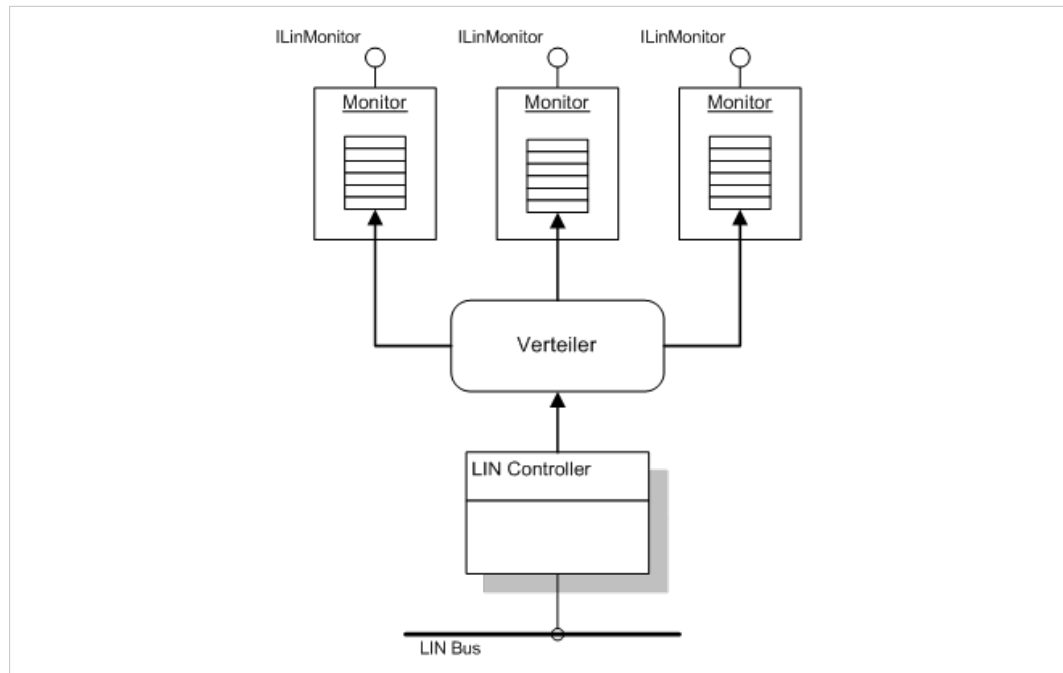 ILinMonitor
ILinMonitor
ILinMonitor
Monitor
Monitor
Monitor
Verteiler
LIN Controller
LIN Bus